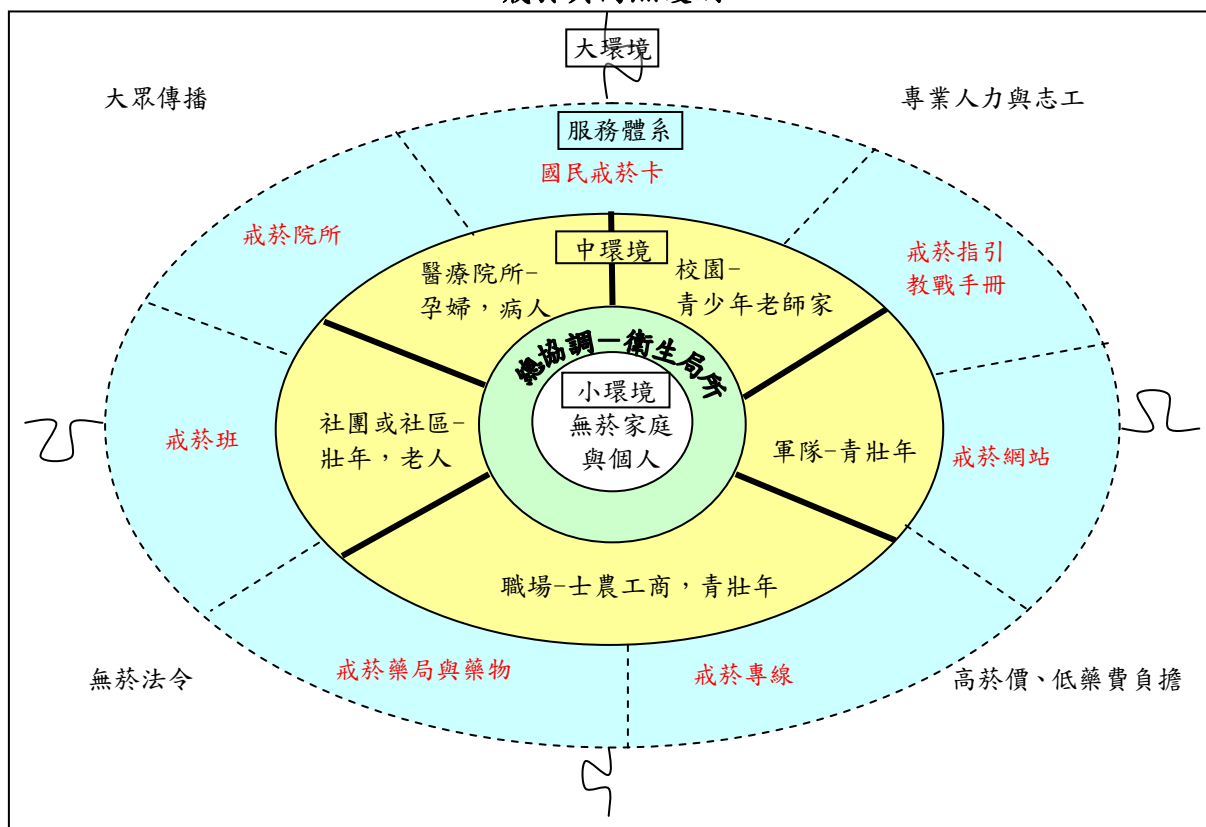 大環境
大眾傳播
專業人力與志工
服務體系
國民戒菸卡
戒菸院所
戒菸指引
教戰手冊
中環境
醫療院所-
孕婦，病人
校園-
青少年老師家
總協調－衛生局所
小環境
無菸家庭
與個人
社團或社區-
壯年，老人
軍隊-青壯年
戒菸班
戒菸網站
職場-士農工商，青壯年
戒菸藥局與藥物
戒菸專線
無菸法令
高菸價、低藥費負擔